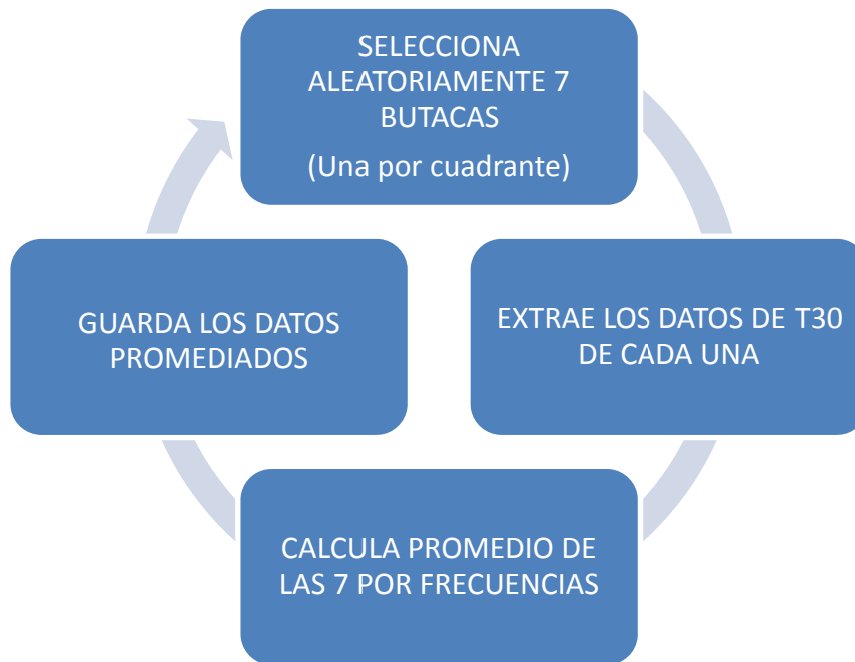 SELECCIONA
ALEATORIAMENTE 7
BUTACAS
(Una por cuadrante)
EXTRAE LOS DATOS DE T30
DE CADA UNA
CALCULA PROMEDIO DE
LAS 7 POR FRECUENCIAS
GUARDA LOS DATOS
PROMEDIADOS